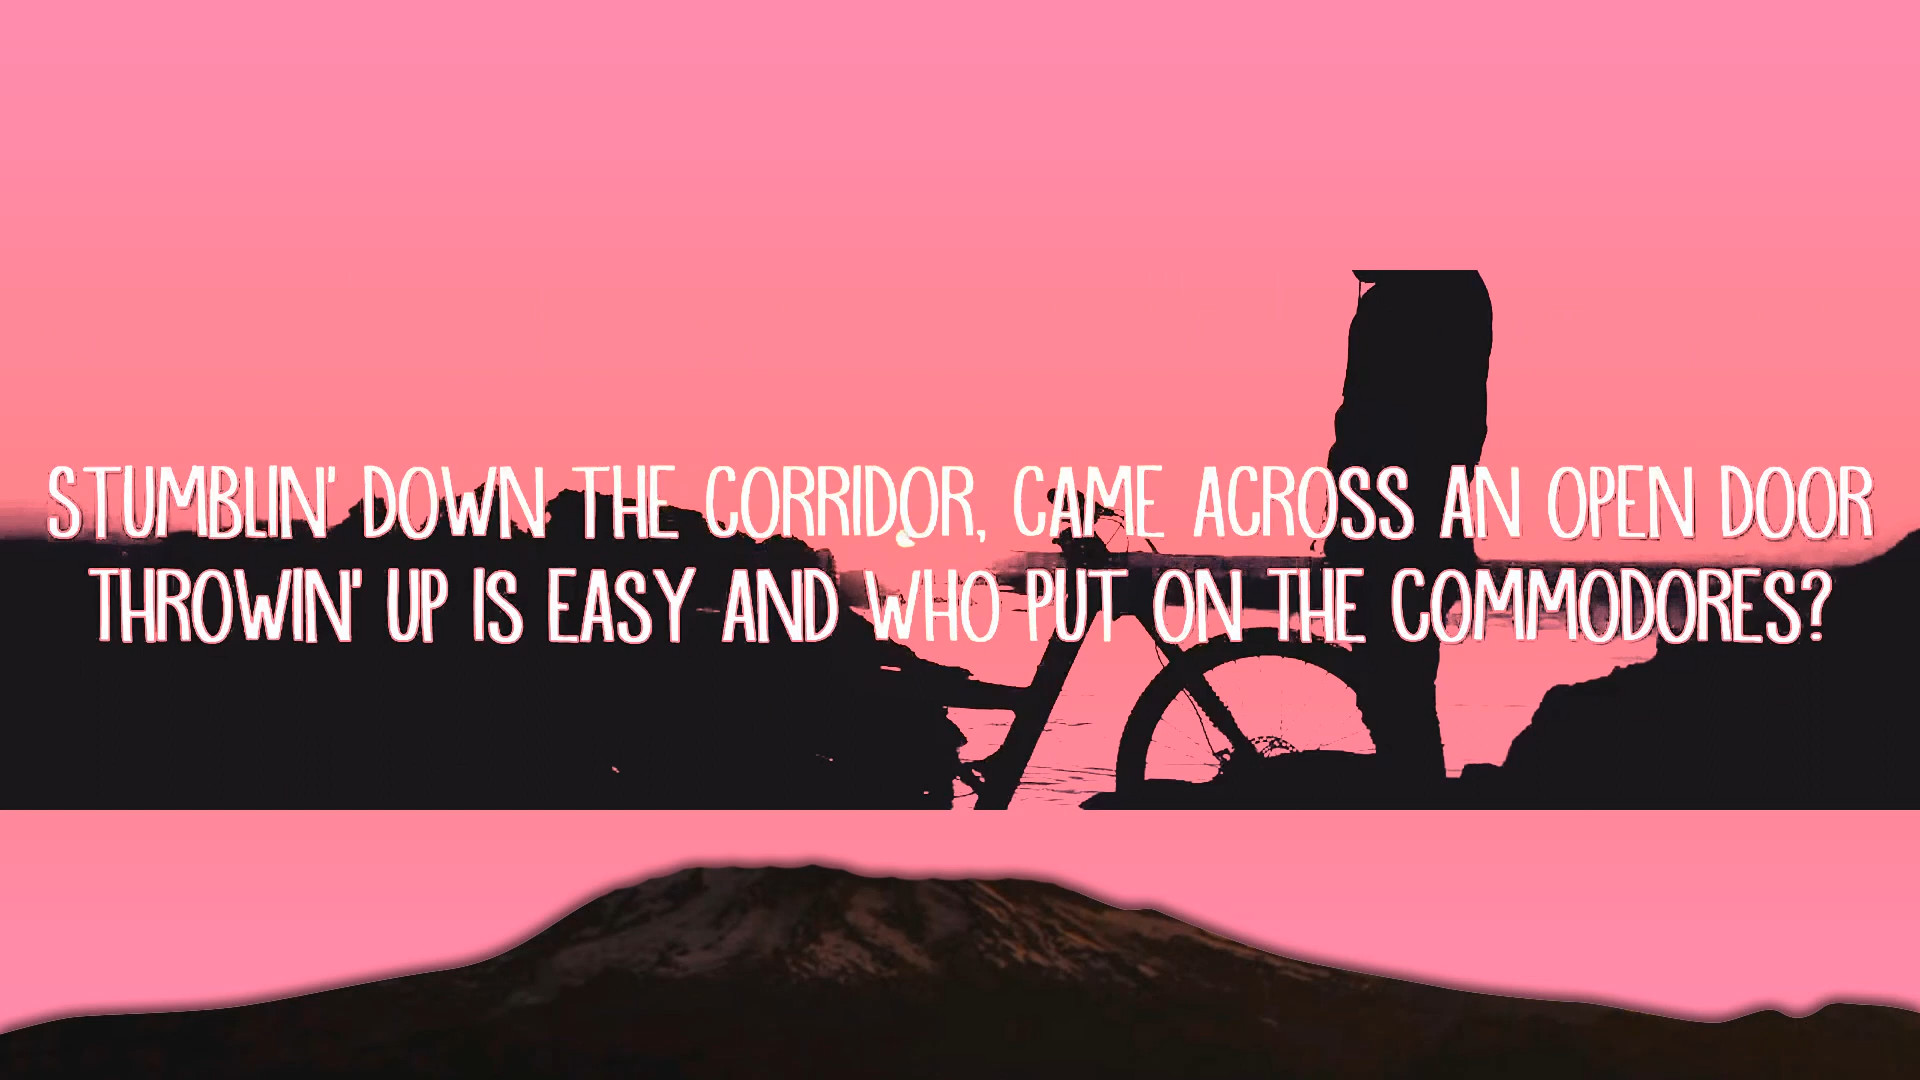 STUMBLIN' DOWN THE CORRIDOR, CAME ACROSS AN OPEN DOOR
THROWIN' UP IS EASY AND WHO PUT ON THE COMMODORES?